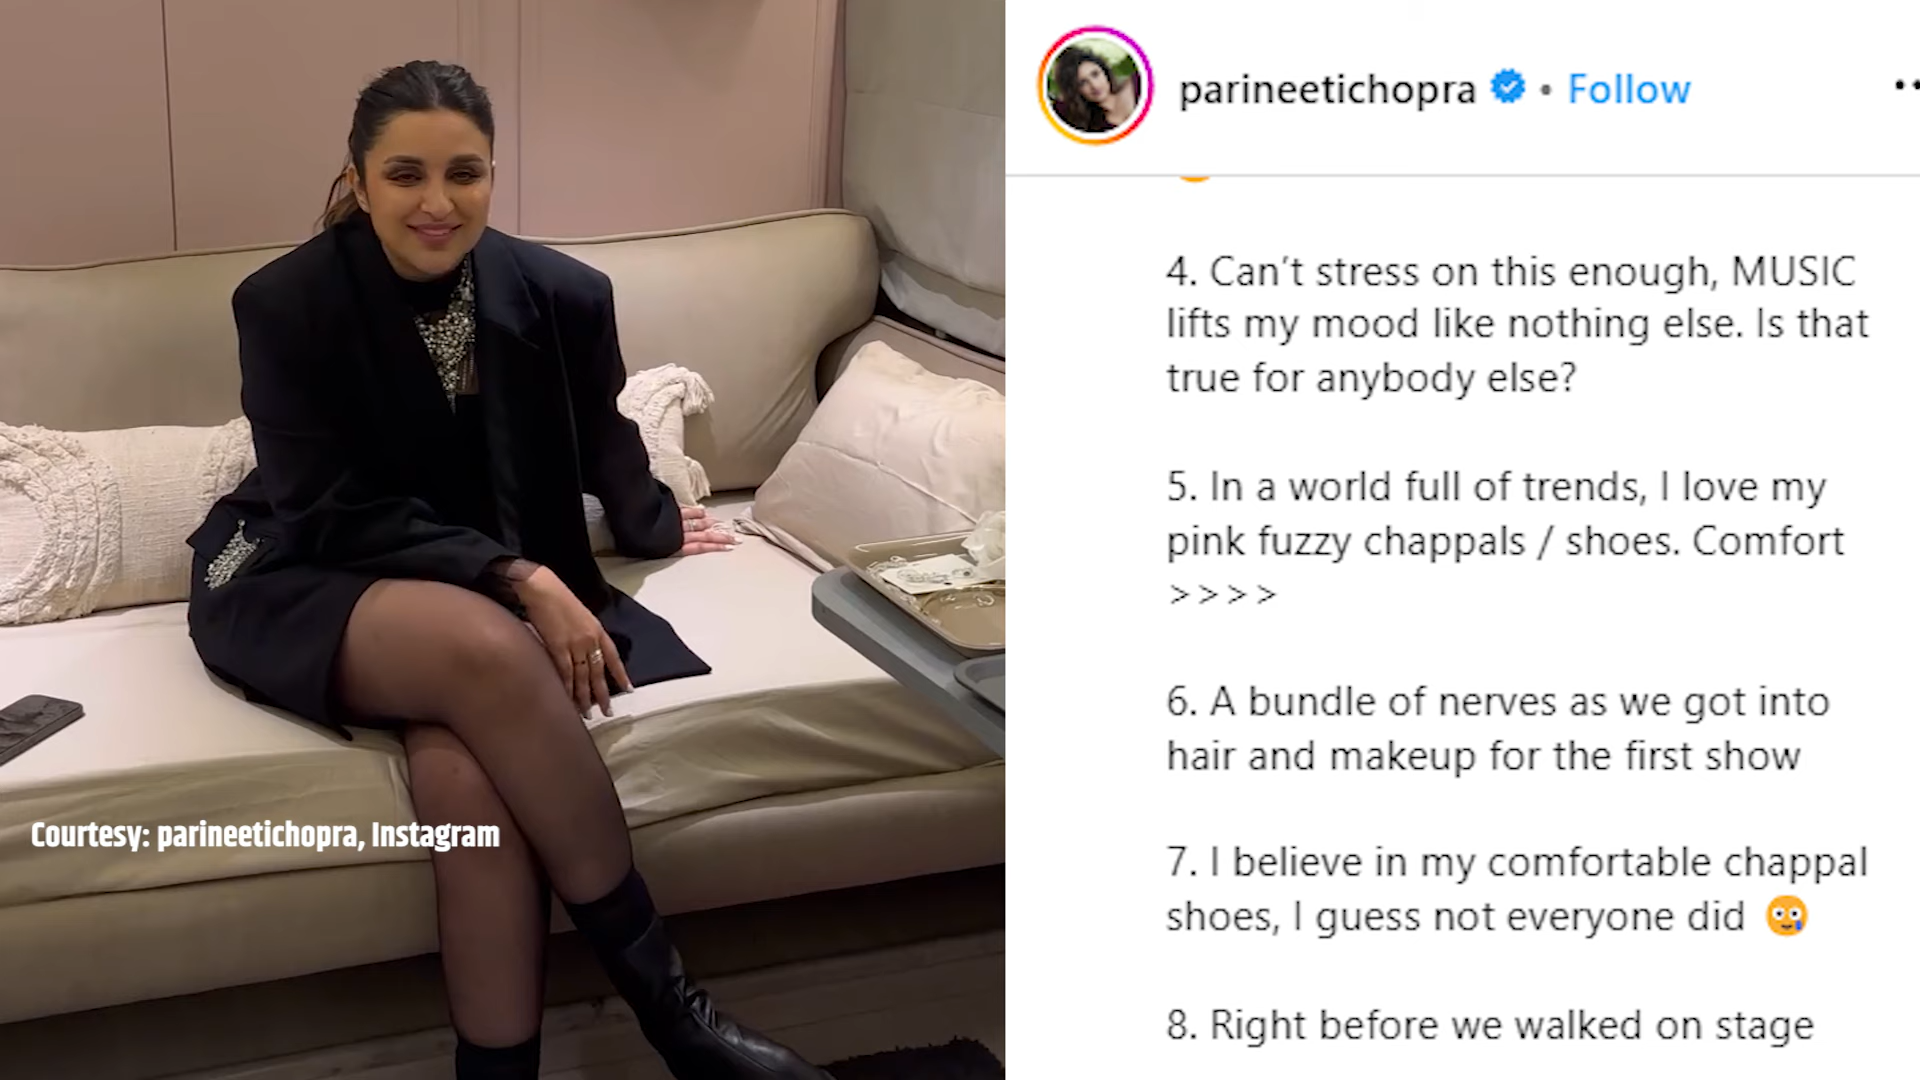 parineetichopra • Follow
4. Can’t stress on this enough, MUSIC
lifts my mood like nothing else. Is that
true for anybody else?
5. In a world full of trends, I love my
pink fuzzy chappals / shoes. Comfort
>>>>
6. A bundle of nerves as we got into
hair and makeup for the first show
7. I believe in my comfortable chappal
shoes, I guess not everyone did 🥹
8. Right before we walked on stage
Courtesy: parineetichopra, Instagram